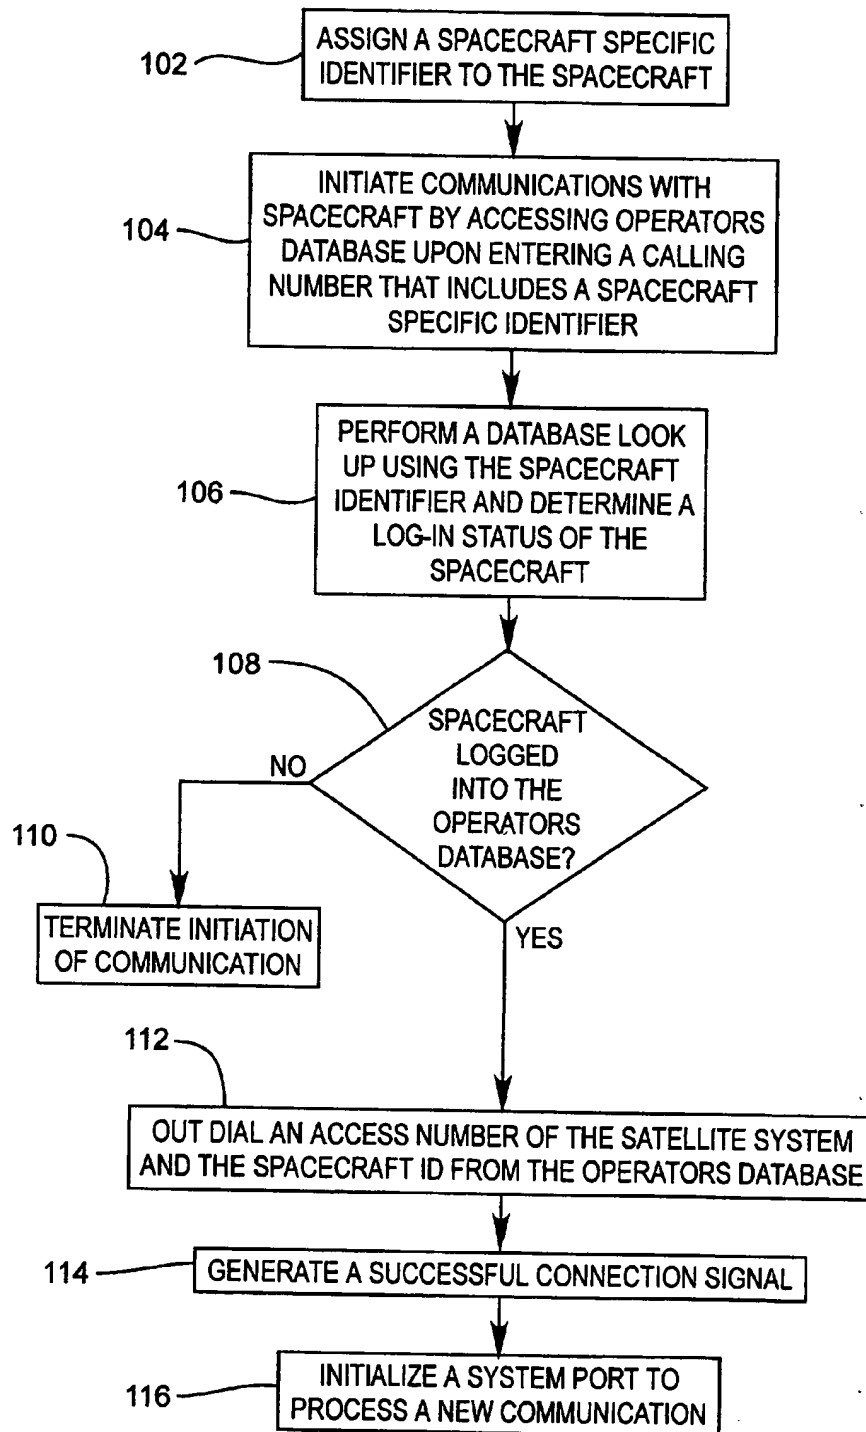 102
ASSIGN A SPACECRAFT SPECIFIC
IDENTIFIER TO THE SPACECRAFT
104
INITIATE COMMUNICATIONS WITH
SPACECRAFT BY ACCESSING OPERATORS
DATABASE UPON ENTERING A CALLING
NUMBER THAT INCLUDES A SPACECRAFT
SPECIFIC IDENTIFIER
106
PERFORM A DATABASE LOOK
UP USING THE SPACECRAFT
IDENTIFIER AND DETERMINE A
LOG-IN STATUS OF THE
SPACECRAFT
108
SPACECRAFT
LOGGED
INTO THE
OPERATORS
DATABASE?
NO
110
TERMINATE INITIATION
OF COMMUNICATION
YES
112
OUT DIAL AN ACCESS NUMBER OF THE SATELLITE SYSTEM
AND THE SPACECRAFT ID FROM THE OPERATORS DATABASE
114
GENERATE A SUCCESSFUL CONNECTION SIGNAL
116
INITIALIZE A SYSTEM PORT TO
PROCESS A NEW COMMUNICATION